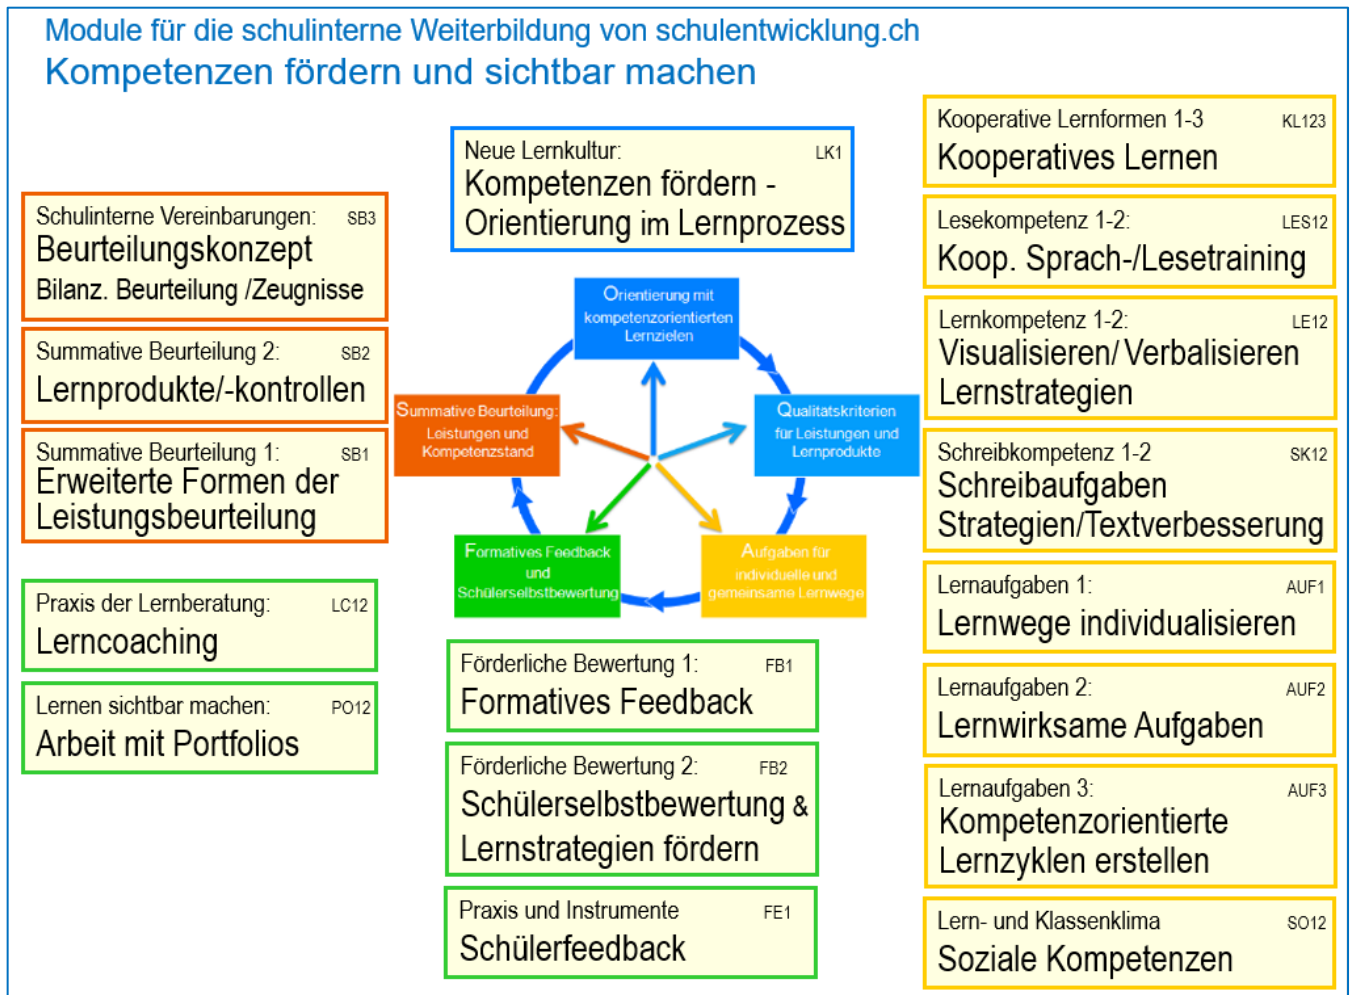 Module für die schulinterne Weiterbildung von schulentwicklung.ch
Kompetenzen fördern und sichtbar machen
Schulinterne Vereinbarungen: SB3
Beurteilungskonzept
Bilanz. Beurteilung /Zeugnisse
Summative Beurteilung 2: SB2
Lernprodukte/-kontrollen
Summative Beurteilung 1: SB1
Erweiterte Formen der
Leistungsbeurteilung
Praxis der Lernberatung: LC12
Lerncoaching
Lernen sichtbar machen: PO12
Arbeit mit Portfolios
Neue Lernkultur: LK1
Kompetenzen fördern -
Orientierung im Lernprozess
Orientierung mit
kompetenzorientierten
Lernzielen
Qualitätskriterien
für Leistungen und
Lernprodukte
Aufgaben für
individuelle und
gemeinsame Lernwege
Formatives Feedback
und
Schülerselbstbewertung
Summative Beurteilung:
Leistungen und
Kompetenzstand
Förderliche Bewertung 1: FB1
Formatives Feedback
Förderliche Bewertung 2: FB2
Schülerselbstbewertung &
Lernstrategien fördern
Praxis und Instrumente FE1
Schülerfeedback
Kooperative Lernformen 1-3 KL123
Kooperatives Lernen
Lesekompetenz 1-2: LES12
Koop. Sprach-/Lesetraining
Lernkompetenz 1-2: LE12
Visualisieren/ Verbalisieren
Lernstrategien
Schreibkompetenz 1-2 SK12
Schreibaufgaben
Strategien/Textverbesserung
Lernaufgaben 1: AUF1
Lernwege individualisieren
Lernaufgaben 2: AUF2
Lernwirksame Aufgaben
Lernaufgaben 3: AUF3
Kompetenzorientierte
Lernzyklen erstellen
Lern- und Klassenklima SO12
Soziale Kompetenzen